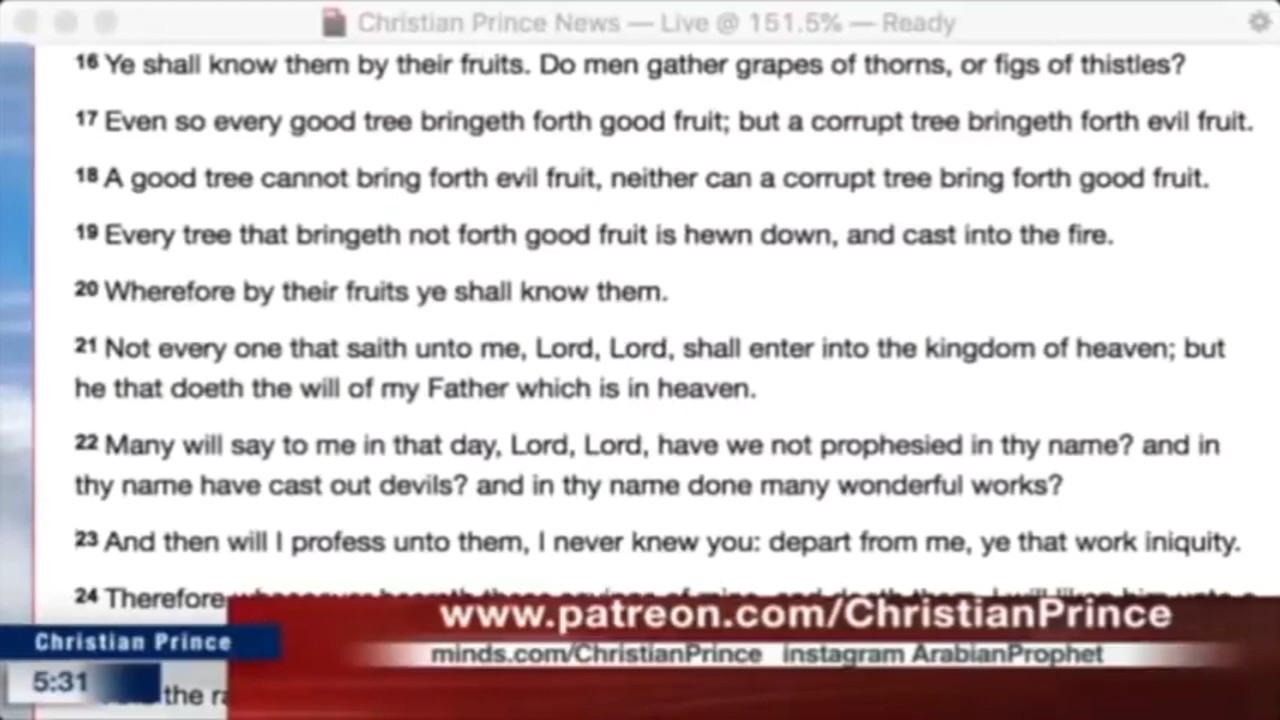 Christian Prince News — Live @ 151.5% — Ready
16 Ye shall know them by their fruits. Do men gather grapes of thorns, or figs of thistles?
17 Even so every good tree bringeth forth good fruit; but a corrupt tree bringeth forth evil fruit.
18 A good tree cannot bring forth evil fruit, neither can a corrupt tree bring forth good fruit.
19 Every tree that bringeth not forth good fruit is hewn down, and cast into the fire.
20 Wherefore by their fruits ye shall know them.
21 Not every one that saith unto me, Lord, Lord, shall enter into the kingdom of heaven; but
he that doeth the will of my Father which is in heaven.
22 Many will say to me in that day, Lord, Lord, have we not prophesied in thy name? and in
thy name have cast out devils? and in thy name done many wonderful works?
23 And then will I profess unto them, I never knew you: depart from me, ye that work iniquity.
24 Therefore
www.patreon.com/ChristianPrince
Christian Prince
minds.com/ChristianPrince Instagram ArabianProphet
5:31
the